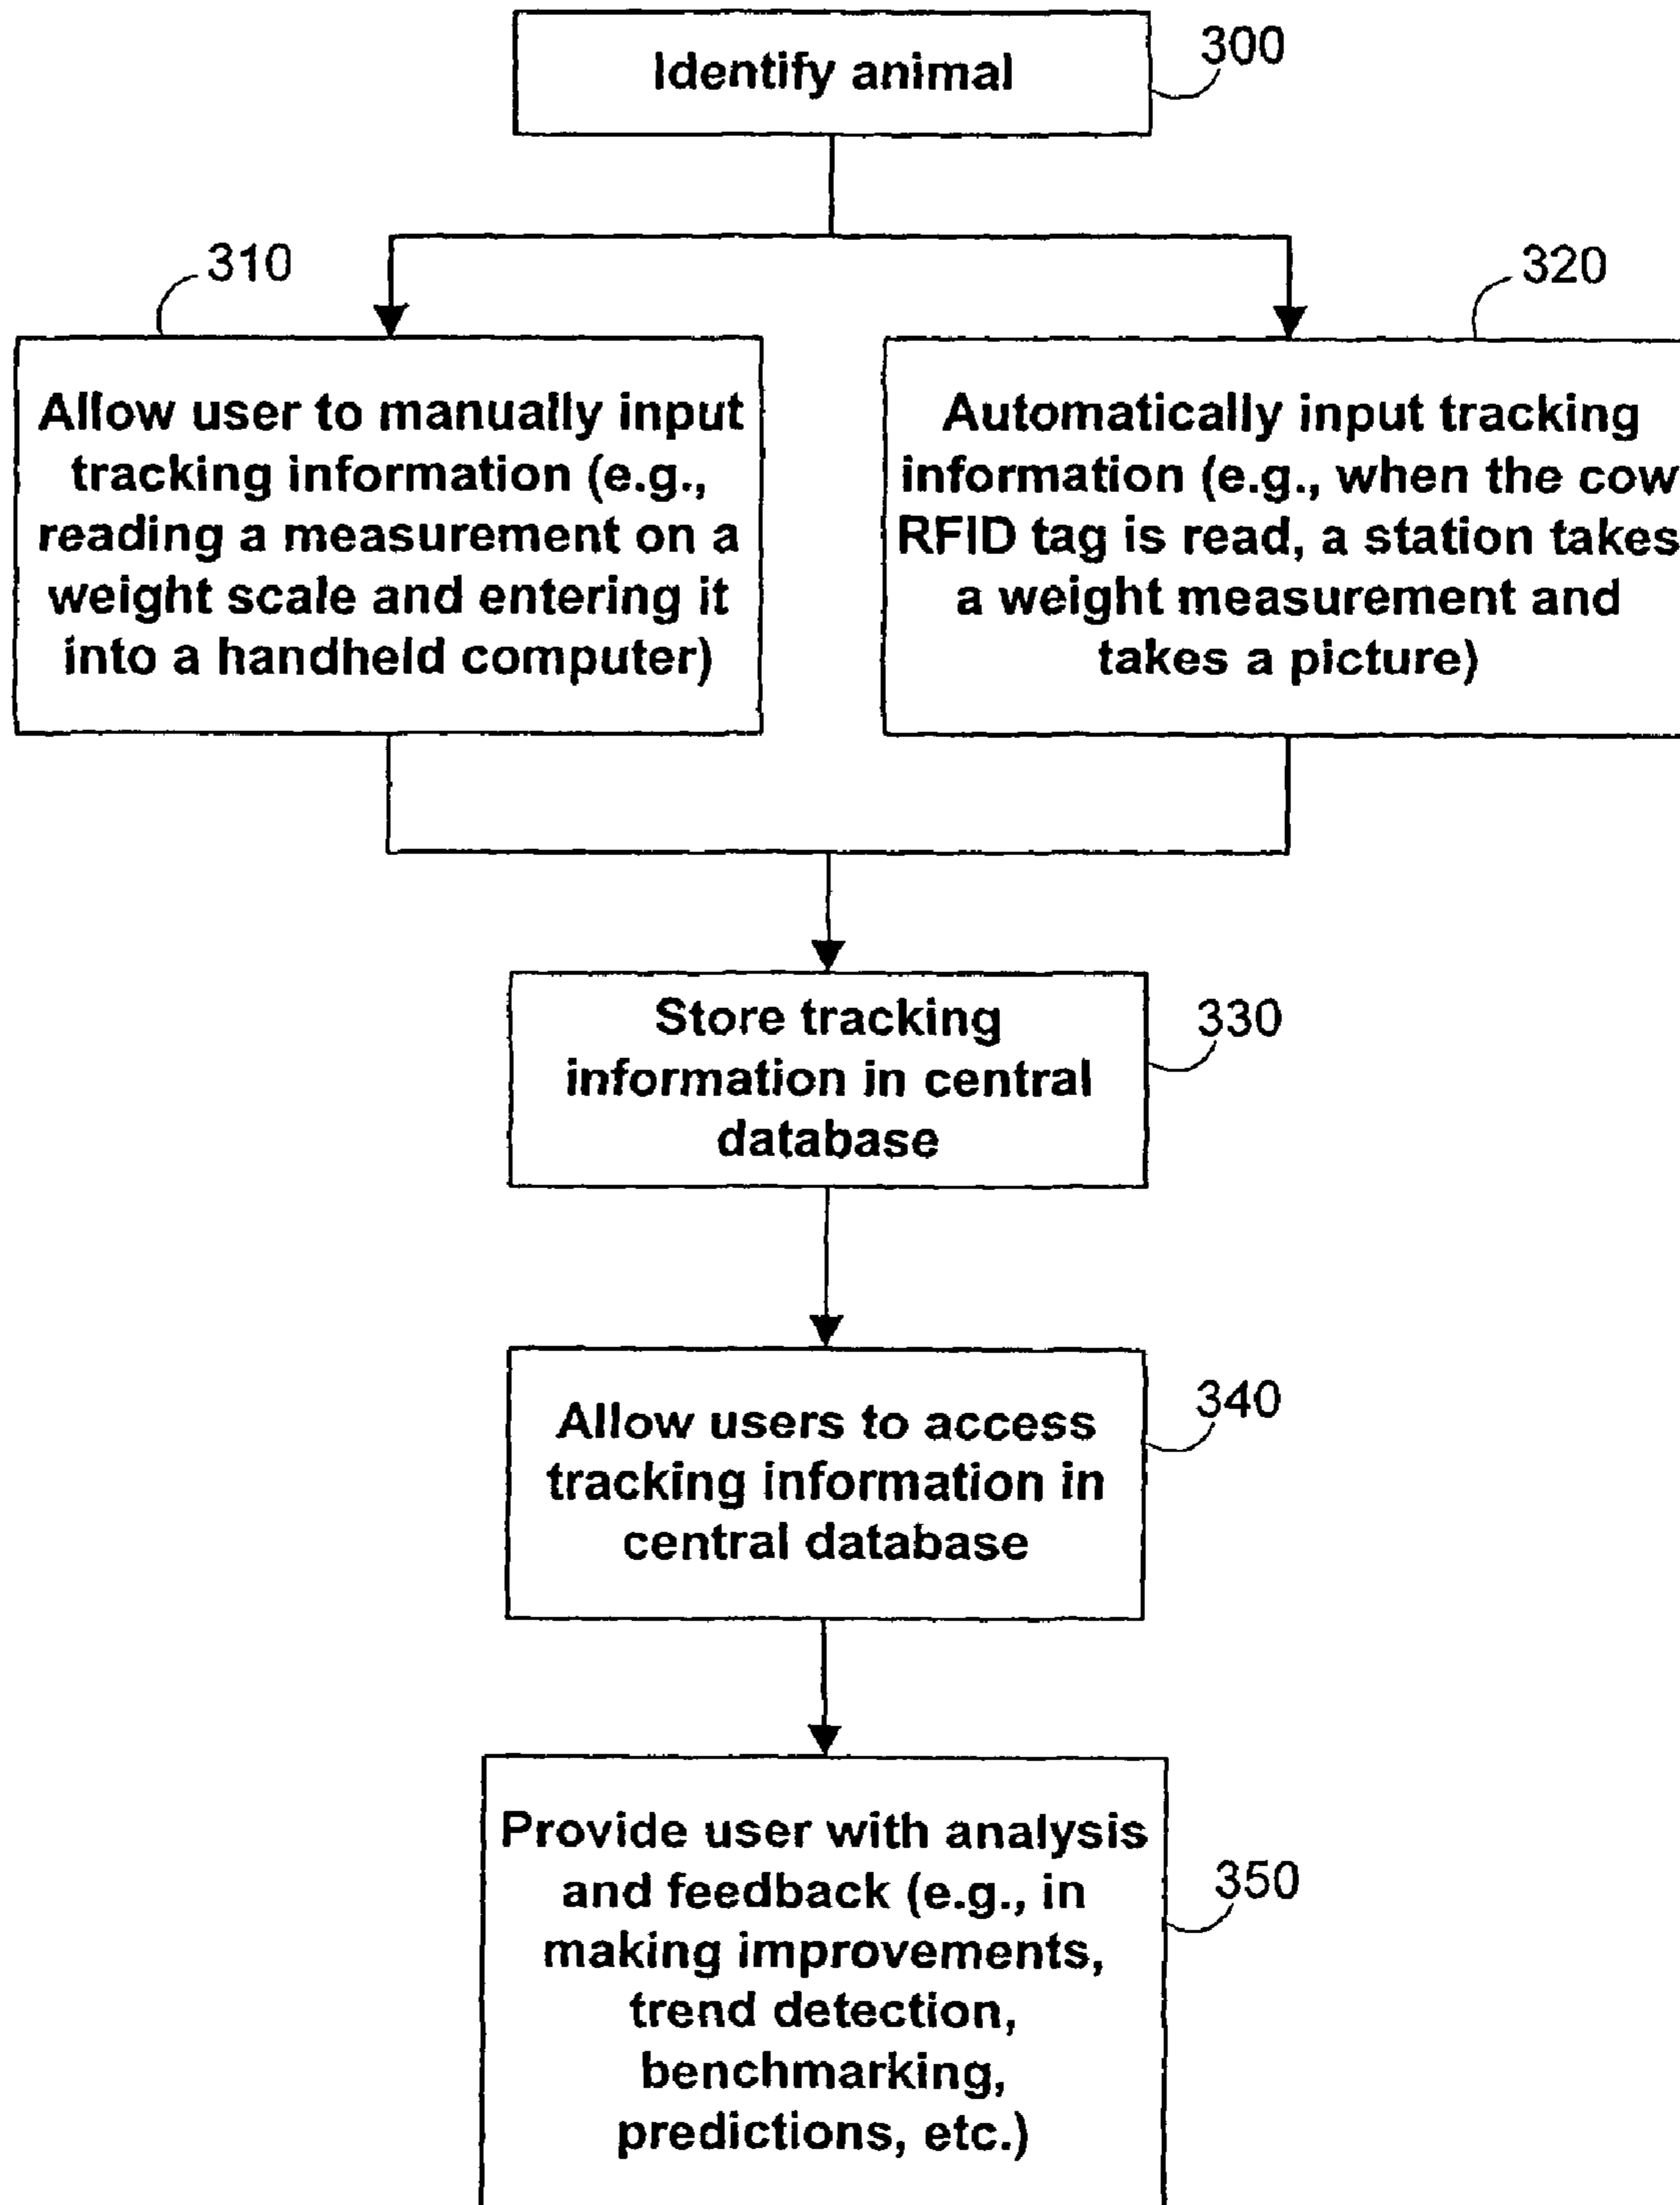 Identify animal
300
310
320
Allow user to manually input
tracking information (e.g.,
reading a measurement on a
weight scale and entering it
into a handheld computer)
Automatically input tracking
information (e.g., when the cow
RFID tag is read, a station takes
a weight measurement and
takes a picture)
Store tracking
information in central
database
330
Allow users to access
tracking information in
central database
340
Provide user with analysis
and feedback (e.g., in
making improvements,
trend detection,
benchmarking,
predictions, etc.)
350